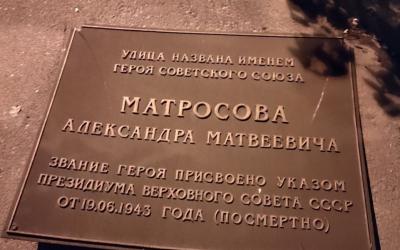 УЛИЦА НАЗВАНА ИМЕНЕМ
ГЕРОЯ СОВЕТСКОГО СОЮЗА
МАТРОСОВА
АЛЕКСАНДРА МАТВЕЕВИЧА
ЗВАНИЕ ГЕРОЯ ПРИСВОЕНО УКАЗОМ
ПРЕЗИДИУМА ВЕРХОВНОГО СОВЕТА СССР
ОТ 19.06.1943 ГОДА (ПОСМЕРТНО)